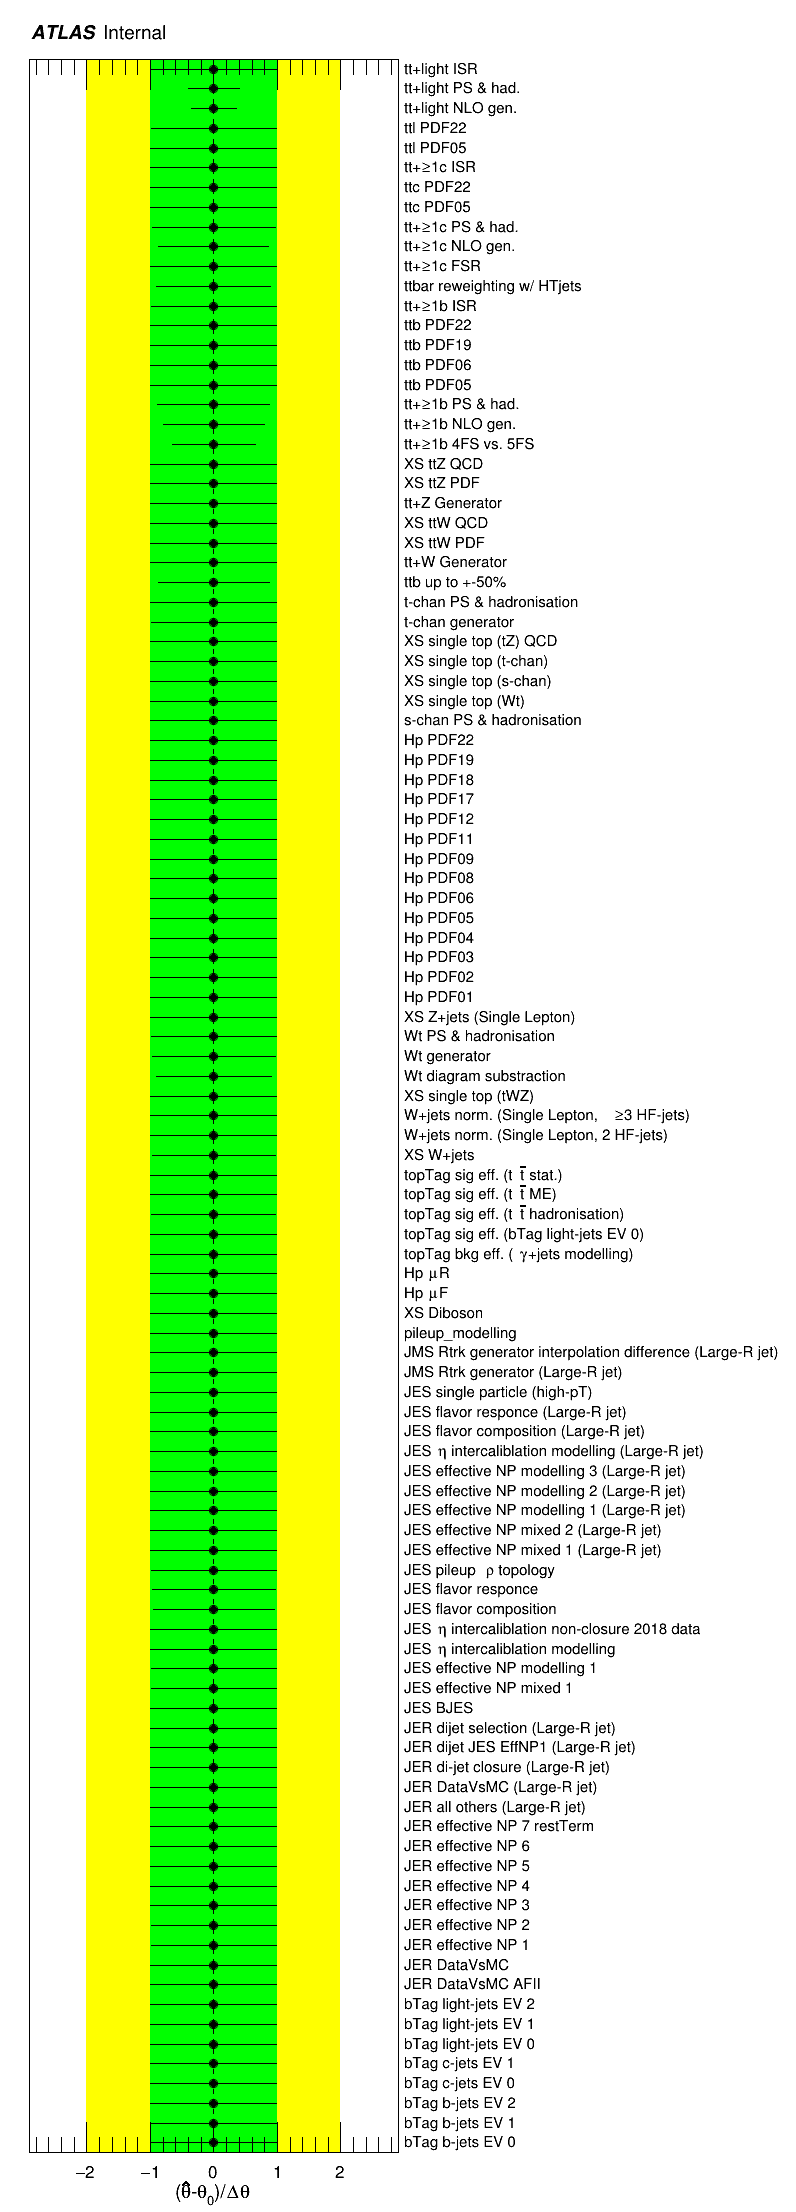 ATLAS Internal
tt+light ISR
tt+light PS & had.
tt+light NLO gen.
ttl PDF22
ttl PDF05
tt+≥1c ISR
ttc PDF22
ttc PDF05
tt+≥1c PS & had.
tt+≥1c NLO gen.
tt+≥1c FSR
ttbar reweighting w/ HTjets
tt+≥1b ISR
ttb PDF22
ttb PDF19
ttb PDF06
ttb PDF05
tt+≥1b PS & had.
tt+≥1b NLO gen.
tt+≥1b 4FS vs. 5FS
XS ttZ QCD
XS ttZ PDF
tt+Z Generator
XS ttW QCD
XS ttW PDF
tt+W Generator
ttb up to +-50%
t-chan PS & hadronisation
t-chan generator
XS single top (tZ) QCD
XS single top (t-chan)
XS single top (s-chan)
XS single top (Wt)
s-chan PS & hadronisation
Hp PDF22
Hp PDF19
Hp PDF18
Hp PDF17
Hp PDF12
Hp PDF11
Hp PDF09
Hp PDF08
Hp PDF06
Hp PDF05
Hp PDF04
Hp PDF03
Hp PDF02
Hp PDF01
XS Z+jets (Single Lepton)
Wt PS & hadronisation
Wt generator
Wt diagram substraction
XS single top (tWZ)
W+jets norm. (Single Lepton, ≥3 HF-jets)
W+jets norm. (Single Lepton, 2 HF-jets)
XS W+jets
topTag sig eff. (t t̄ stat.)
topTag sig eff. (t t̄ ME)
topTag sig eff. (t t̄ hadronisation)
topTag sig eff. (bTag light-jets EV 0)
topTag bkg eff. ( γ+jets modelling)
Hp μR
Hp μF
XS Diboson
pileup_modelling
JMS Rtrk generator interpolation difference (Large-R jet)
JMS Rtrk generator (Large-R jet)
JES single particle (high-pT)
JES flavor responce (Large-R jet)
JES flavor composition (Large-R jet)
JES η intercaliblation modelling (Large-R jet)
JES effective NP modelling 3 (Large-R jet)
JES effective NP modelling 2 (Large-R jet)
JES effective NP modelling 1 (Large-R jet)
JES effective NP mixed 2 (Large-R jet)
JES effective NP mixed 1 (Large-R jet)
JES pileup ρ topology
JES flavor responce
JES flavor composition
JES η intercaliblation non-closure 2018 data
JES η intercaliblation modelling
JES effective NP modelling 1
JES effective NP mixed 1
JES BJES
JER dijet selection (Large-R jet)
JER dijet JES EffNP1 (Large-R jet)
JER di-jet closure (Large-R jet)
JER DataVsMC (Large-R jet)
JER all others (Large-R jet)
JER effective NP 7 restTerm
JER effective NP 6
JER effective NP 5
JER effective NP 4
JER effective NP 3
JER effective NP 2
JER effective NP 1
JER DataVsMC
JER DataVsMC AFII
bTag light-jets EV 2
bTag light-jets EV 1
bTag light-jets EV 0
bTag c-jets EV 1
bTag c-jets EV 0
bTag b-jets EV 2
bTag b-jets EV 1
bTag b-jets EV 0
−2 −1 0 1 2
(θ̂-θ₀)/Δθ